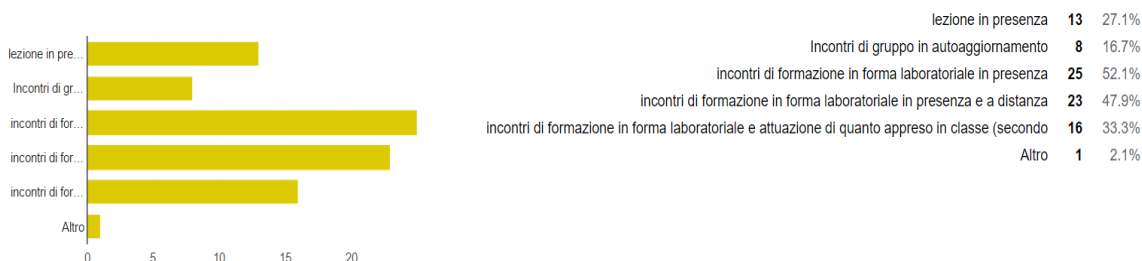 lezione in pre...
Incontri di gr...
incontri di for...
incontri di for...
incontri di for...
Altro
0 5 10 15 20
lezione in presenza 13 27.1%
Incontri di gruppo in autoaggiornamento 8 16.7%
incontri di formazione in forma laboratoriale in presenza 25 52.1%
incontri di formazione in forma laboratoriale in presenza e a distanza 23 47.9%
incontri di formazione in forma laboratoriale e attuazione di quanto appreso in classe (secondo 16 33.3%
Altro 1 2.1%